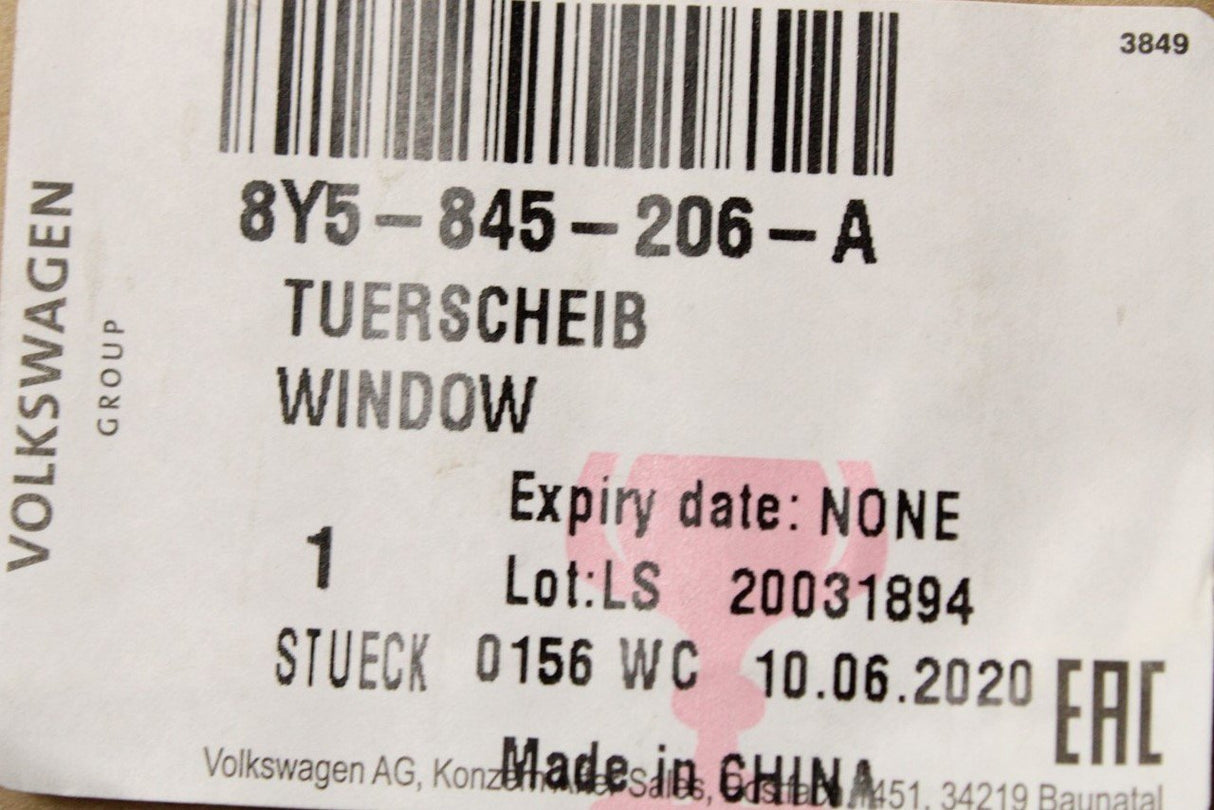 3849
VOLKSWAGEN
GROUP
8Y5-845-206-A
TUERSCHEIB
WINDOW
Expiry date: NONE
1 Lot:LS 20031894
STUECK 0156 WC 10.06.2020
EAC
Made in CHINA
Volkswagen AG, Sales, 34219 Baunatal